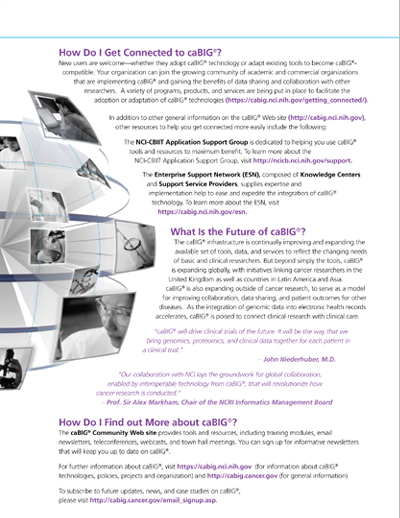 How Do I Get Connected to caBIG®?
New users are welcome—whether they adopt caBIG® technology or adapt existing tools to become caBIG®-
compatible. Your organization can join the growing community of academic and commercial organizations
that are implementing caBIG® and gaining the benefits of data sharing and collaboration with other
researchers. A variety of programs, products, and services are being put in place to facilitate the
adoption or adaptation of caBIG® technologies (https://cabig.nci.nih.gov/getting_connected/).
In addition to other general information on the caBIG® Web site (http://cabig.nci.nih.gov),
other resources to help you get connected more easily include the following:
The NCI-CBIIT Application Support Group is dedicated to helping you use caBIG®
tools and resources to maximum benefit. To learn more about the
NCI-CBIIT Application Support Group, visit http://ncicb.nci.nih.gov/support.
The Enterprise Support Network (ESN), composed of Knowledge Centers
and Support Service Providers, supplies expertise and
implementation help to ease and expedite the integration of caBIG®
technology. To learn more about the ESN, visit
https://cabig.nci.nih.gov/esn.
What Is the Future of caBIG®?
The caBIG® infrastructure is continually improving and expanding the
available set of tools, data, and services to reflect the changing needs
of basic and clinical researchers. But beyond simply the tools, caBIG®
is expanding globally, with initiatives linking cancer researchers in the
United Kingdom as well as countries in Latin America and Asia.
caBIG® is also expanding outside of cancer research, to serve as a model
for improving collaboration, data sharing, and patient outcomes for other
diseases. As the integration of genomic data into electronic health records
accelerates, caBIG® is posed to connect clinical research with clinical care.
"caBIG® will drive clinical trials of the future. It will be the way that we
bring genomics, proteomics, and clinical data together for each patient in
a clinical trial."
– John Niederhuber, M.D.
"Our collaboration with NCI lays the groundwork for global collaboration,
enabled by interoperable technology from caBIG®, that will revolutionize how
cancer research is conducted."
– Prof. Sir Alex Markham, Chair of the NCRI Informatics Management Board
How Do I Find out More about caBIG®?
The caBIG® Community Web site provides tools and resources, including training modules, email
newsletters, teleconferences, webcasts, and town hall meetings. You can sign up for informative newsletters
that will keep you up to date on caBIG®.
For further information about caBIG®, visit https://cabig.nci.nih.gov (for information about caBIG®
technologies, policies, projects and organization) and http://cabig.cancer.gov (for general information)
To subscribe to future updates, news, and case studies on caBIG®,
please visit http://cabig.cancer.gov/email_signup.asp.